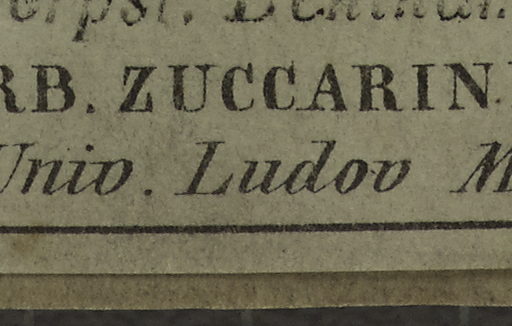 RB. ZUCCARIN
Univ. Ludov M